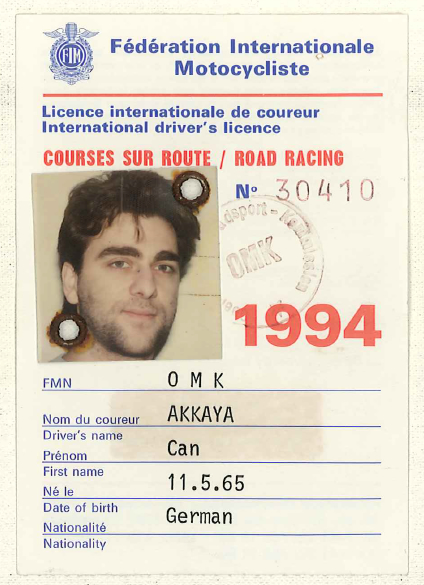 FIM
Fédération Internationale
Motocycliste
Licence internationale de coureur
International driver's licence
COURSES SUR ROUTE / ROAD RACING
Nº 30410
OMK
1994
FMN OMK
Nom du coureur AKKAYA
Driver's name
Prénom Can
First name
Né le 11.5.65
Date of birth
Nationalité German
Nationality